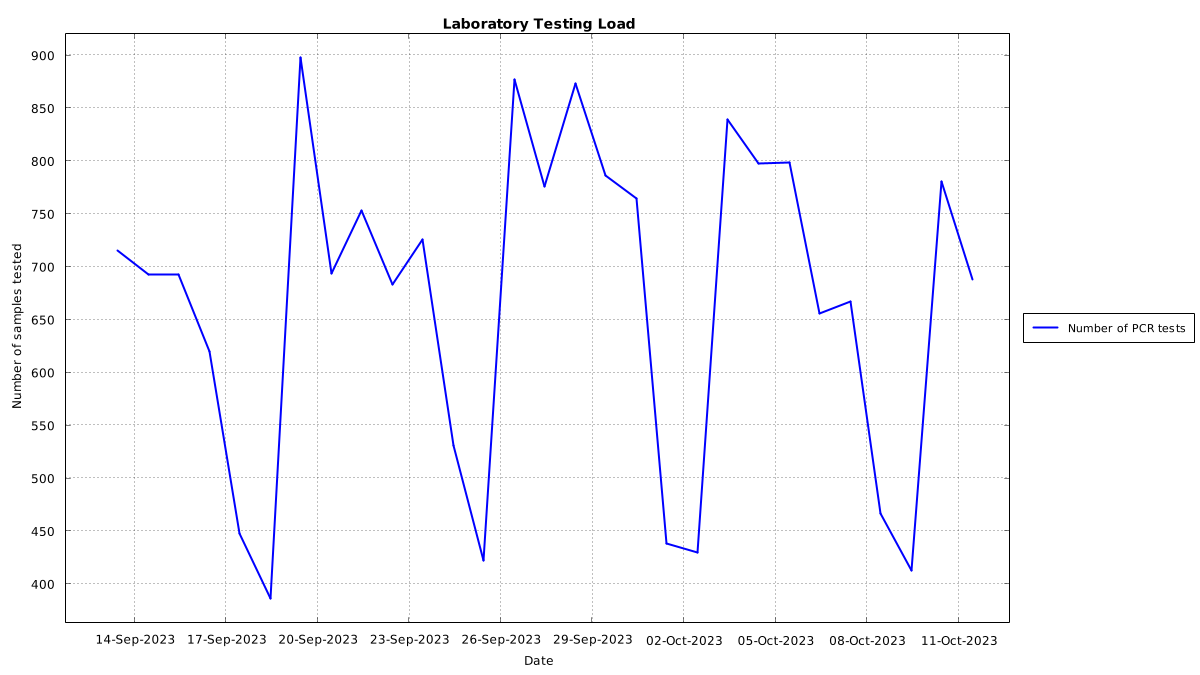 Laboratory Testing Load
Number of samples tested
900
850
800
750
700
650
600
550
500
450
400
14-Sep-2023 17-Sep-2023 20-Sep-2023 23-Sep-2023 26-Sep-2023 29-Sep-2023 02-Oct-2023 05-Oct-2023 08-Oct-2023 11-Oct-2023
Date
Number of PCR tests